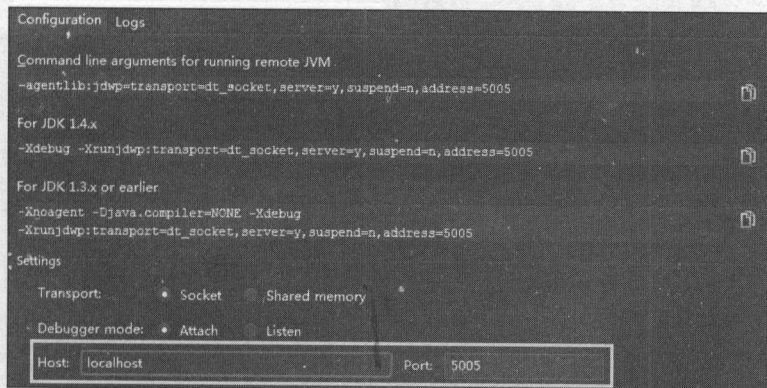 Configuration Logs
Command line arguments for running remote JVM
-agentlib:jdwp=transport=dt_socket,server=y,suspend=n,address=5005
For JDK 1.4.x
-Xdebug -Xrunjdwp:transport=dt_socket,server=y,suspend=n,address=5005
For JDK 1.3.x or earlier
-Xnoagent -Djava.compiler=NONE -Xdebug
-Xrunjdwp:transport=dt_socket,server=y,suspend=n,address=5005
Settings
Transport: Socket Shared memory
Debugger mode: Attach Listen
Host: localhost Port: 5005